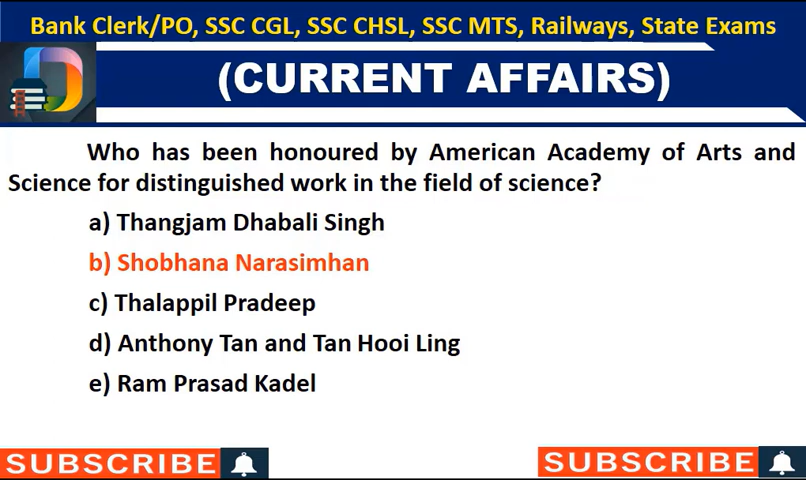 Bank Clerk/PO, SSC CGL, SSC CHSL, SSC MTS, Railways, State Exams
(CURRENT AFFAIRS)
Who has been honoured by American Academy of Arts and
Science for distinguished work in the field of science?
a) Thangjam Dhabali Singh
b) Shobhana Narasimhan
c) Thalappil Pradeep
d) Anthony Tan and Tan Hooi Ling
e) Ram Prasad Kadel
SUBSCRIBE
SUBSCRIBE